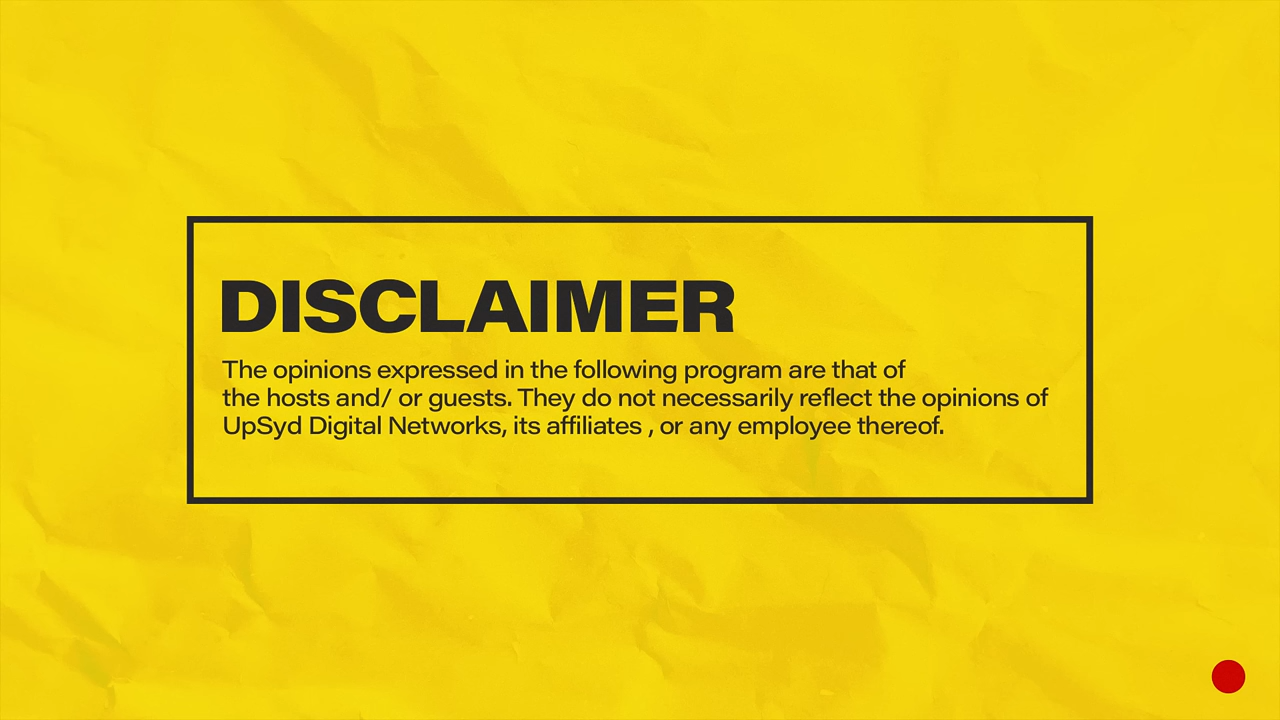 DISCLAIMER
The opinions expressed in the following program are that of
the hosts and/ or guests. They do not necessarily reflect the opinions of
UpSyd Digital Networks, its affiliates , or any employee thereof.